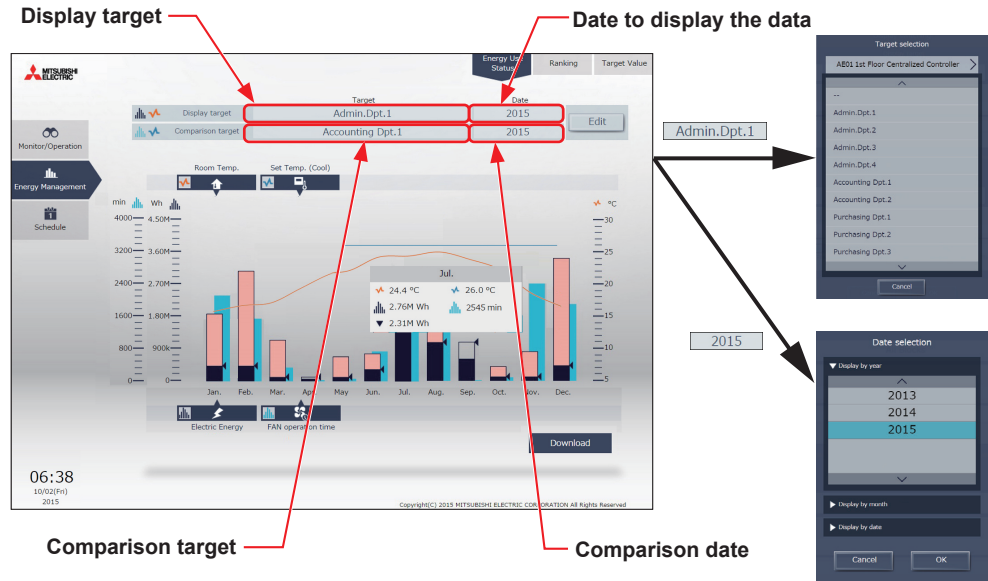 Display target
Date to display the data
MITSUBISHI
ELECTRIC
Energy Use
Status
Ranking
Target Value
Target
Date
Display target
Admin.Dpt.1
2015
Comparison target
Accounting Dpt.1
2015
Edit
Monitor/Operation
Energy Management
1
Schedule
Room Temp.
Set Temp. (Cool)
min
Wh
°C
4000
4.50M
30
3200
3.60M
25
2400
2.70M
20
1600
1.80M
15
800
900k
10
0
0
5
Jul.
24.4 °C
26.0 °C
2.76M Wh
2545 min
2.31M Wh
Jan.
Feb.
Mar.
Apr.
May
Jun.
Jul.
Aug.
Sep.
Oct.
Nov.
Dec.
Electric Energy
FAN operation time
Download
06:38
10/02(Fri)
2015
Copyright(C) 2015 MITSUBISHI ELECTRIC CORPORATION All Rights Reserved
Comparison target
Comparison date
Admin.Dpt.1
2015
Target selection
AE01 1st Floor Centralized Controller
--
Admin.Dpt.1
Admin.Dpt.2
Admin.Dpt.3
Admin.Dpt.4
Accounting Dpt.1
Accounting Dpt.2
Purchasing Dpt.1
Purchasing Dpt.2
Purchasing Dpt.3
Cancel
Date selection
Display by year
2013
2014
2015
Display by month
Display by date
Cancel
OK